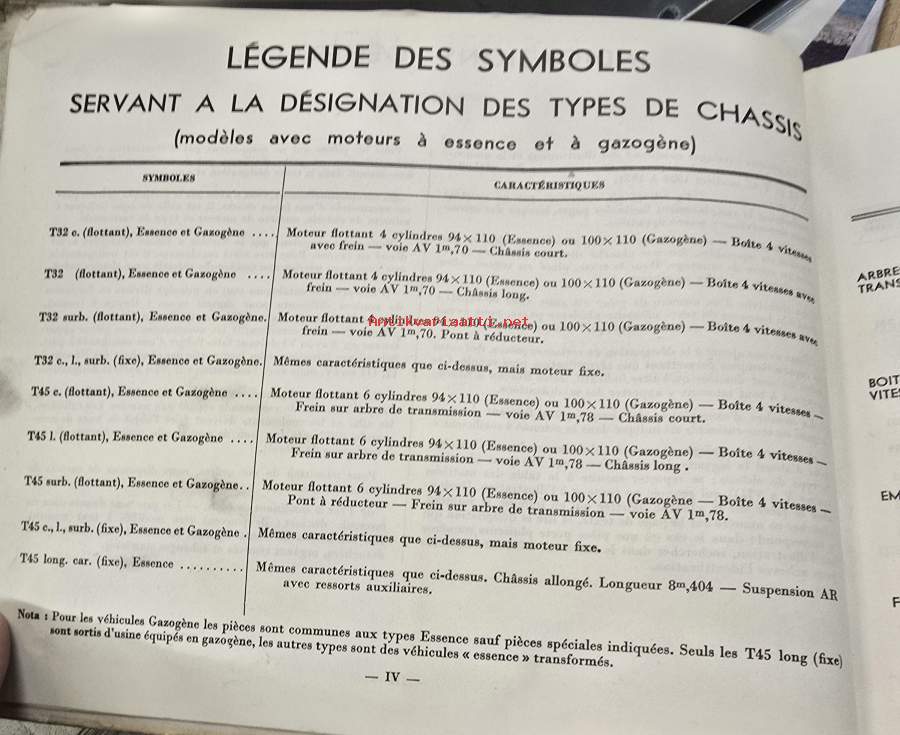 LÉGENDE DES SYMBOLES
SERVANT A LA DÉSIGNATION DES TYPES DE CHASSIS
(modèles avec moteurs à essence et à gazogène)
SYMBOLES
CARACTÉRISTIQUES
T32 c. (flottant), Essence et Gazogène .... Moteur flottant 4 cylindres 94×110 (Essence) ou 100×110 (Gazogène) — Boîte 4 vitesses
avec frein — voie AV 1m,70 — Châssis court.
T32 (flottant), Essence et Gazogène .... Moteur flottant 4 cylindres 94×110 (Essence) ou 100×110 (Gazogène) — Boîte 4 vitesses avec
frein — voie AV 1m,70 — Châssis long.
T32 surb. (flottant), Essence et Gazogène. Moteur flottant cylindres 94×110 (Essence) ou 100×110 (Gazogène) — Boîte 4 vitesses avec
Antikvariaatti.net
frein — voie AV 1m,70. Pont à réducteur.
T32 c., l., surb. (fixe), Essence et Gazogène. Mêmes caractéristiques que ci-dessus, mais moteur fixe.
T45 c. (flottant), Essence et Gazogène .... Moteur flottant 6 cylindres 94×110 (Essence) ou 100×110 (Gazogène) — Boîte 4 vitesses —
Frein sur arbre de transmission — voie AV 1m,78 — Châssis court.
T45 l. (flottant), Essence et Gazogène .... Moteur flottant 6 cylindres 94×110 (Essence) ou 100×110 (Gazogène) — Boîte 4 vitesses —
Frein sur arbre de transmission — voie AV 1m,78 — Châssis long .
T45 surb. (flottant), Essence et Gazogène.. Moteur flottant 6 cylindres 94×110 (Essence) ou 100×110 (Gazogène — Boîte 4 vitesses —
Pont à réducteur — Frein sur arbre de transmission — voie AV 1m,78.
T45 c., l., surb. (fixe), Essence et Gazogène . Mêmes caractéristiques que ci-dessus, mais moteur fixe.
T45 long. car. (fixe), Essence .......... Mêmes caractéristiques que ci-dessus. Châssis allongé. Longueur 8m,404 — Suspension AR
avec ressorts auxiliaires.
Nota : Pour les véhicules Gazogène les pièces sont communes aux types Essence sauf pièces spéciales indiquées. Seuls les T45 long (fixe)
sont sortis d'usine équipés en gazogène, les autres types sont des véhicules « essence » transformés.
— IV —
ARBRE
TRANS
BOIT
VITE
EM
F